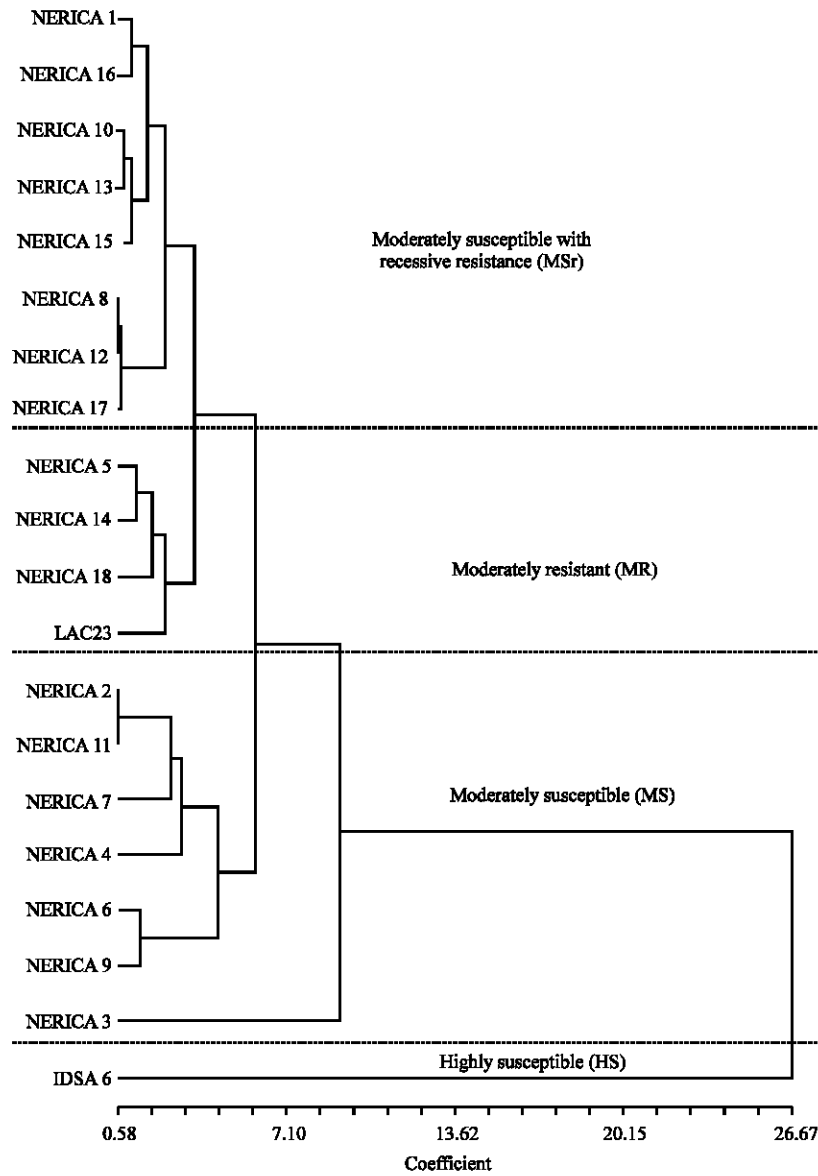 NERICA 1
NERICA 16
NERICA 10
NERICA 13
NERICA 15
Moderately susceptible with
recessive resistance (MSr)
NERICA 8
NERICA 12
NERICA 17
NERICA 5
NERICA 14
NERICA 18
Moderately resistant (MR)
LAC23
NERICA 2
NERICA 11
NERICA 7
Moderately susceptible (MS)
NERICA 4
NERICA 6
NERICA 9
NERICA 3
Highly susceptible (HS)
IDSA 6
0.58 7.10 13.62 20.15 26.67
Coefficient